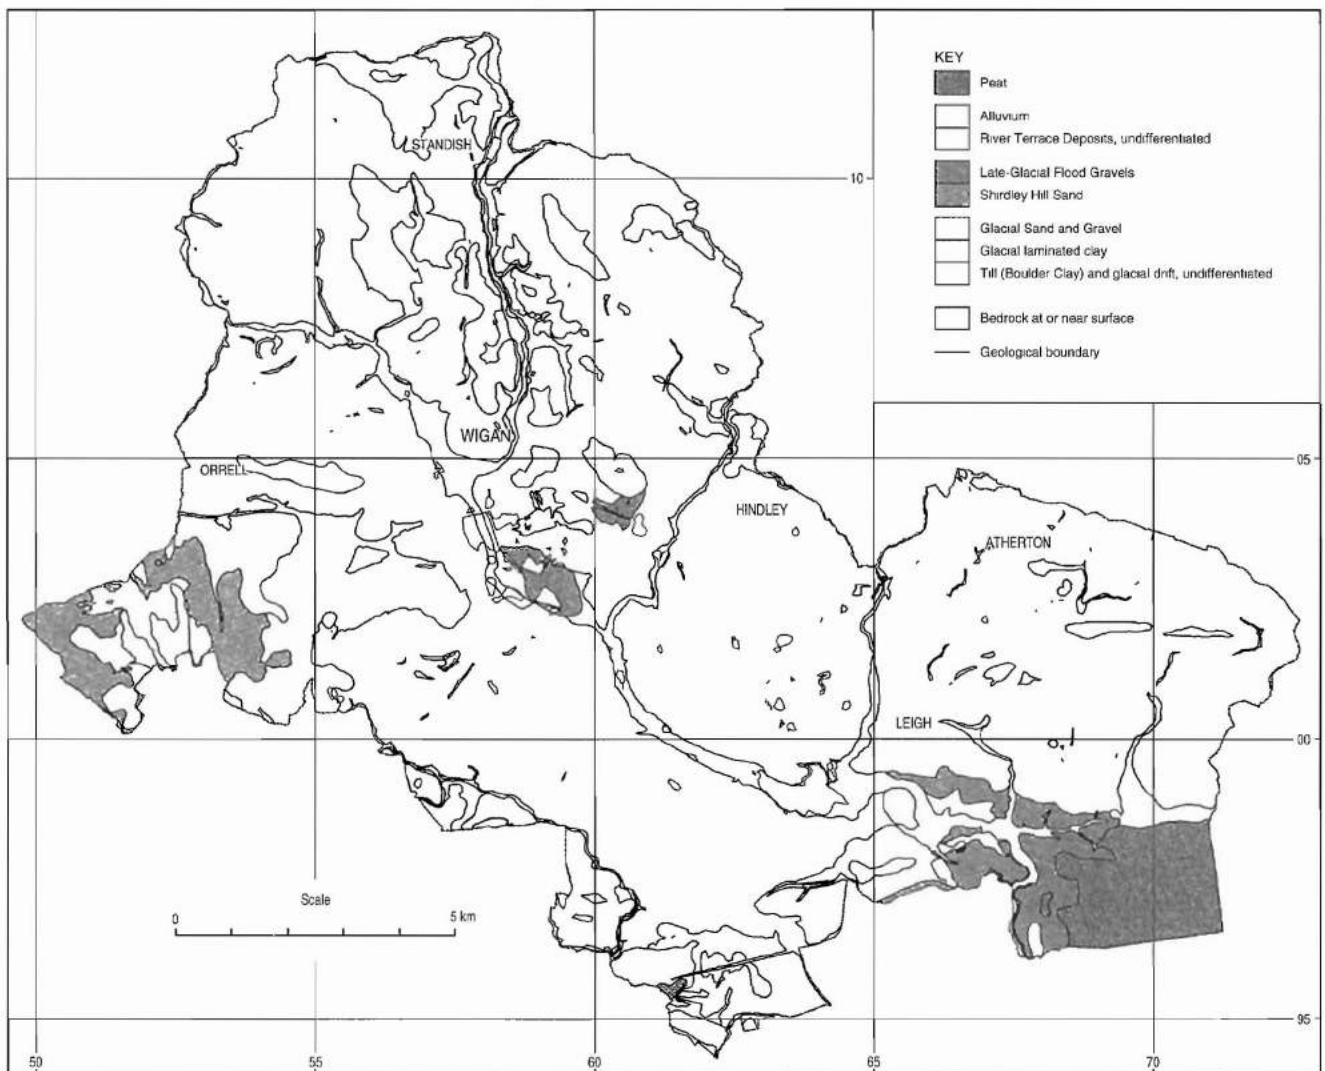 KEY
Peat
Alluvium
River Terrace Deposits, undifferentiated
Late-Glacial Flood Gravels
Shirdley Hill Sand
Glacial Sand and Gravel
Glacial laminated clay
Till (Boulder Clay) and glacial drift, undifferentiated
Bedrock at or near surface
Geological boundary
STANDISH
10
WIGAN
05
ORRELL
HINDLEY
ATHERTON
LEIGH
00
Scale
0 5 km
95
50 55 60 65 70